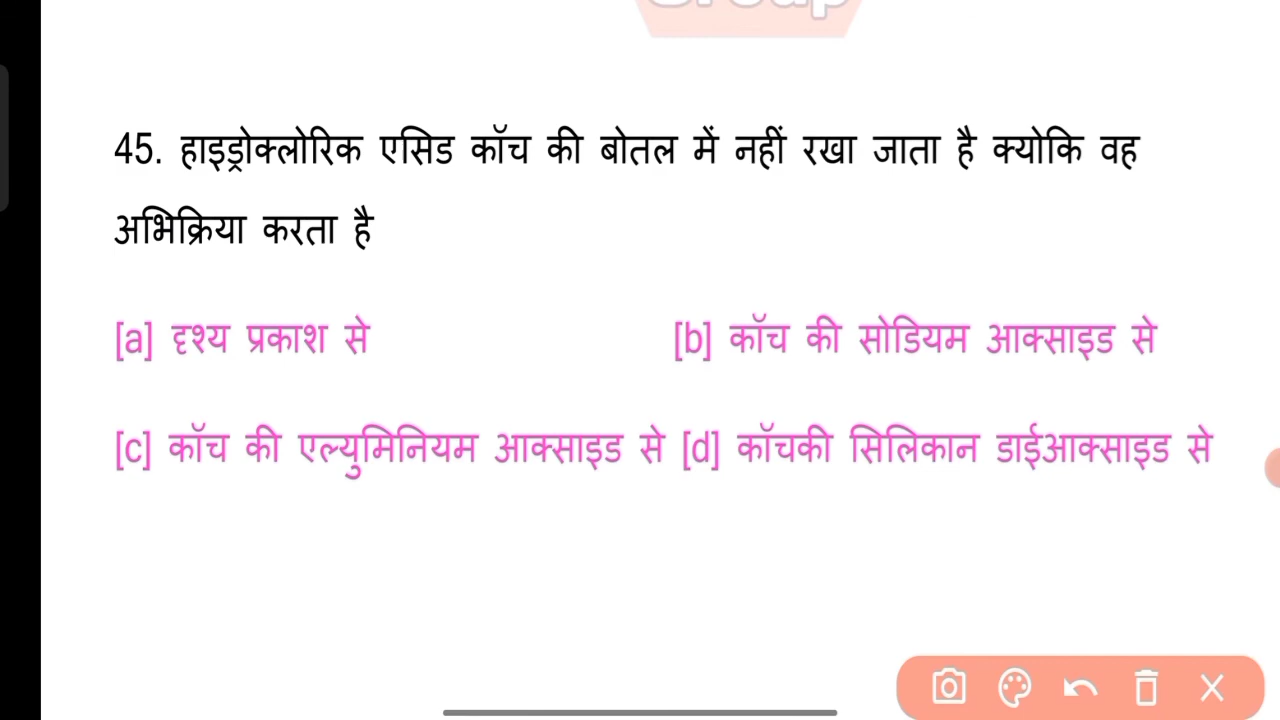 Group
45. हाइड्रोक्लोरिक एसिड कॉच की बोतल में नहीं रखा जाता है क्योकि वह
अभिक्रिया करता है
[a] दृश्य प्रकाश से [b] कॉच की सोडियम आक्साइड से
[c] कॉच की एल्युमिनियम आक्साइड से [d] कॉचकी सिलिकान डाईआक्साइड से